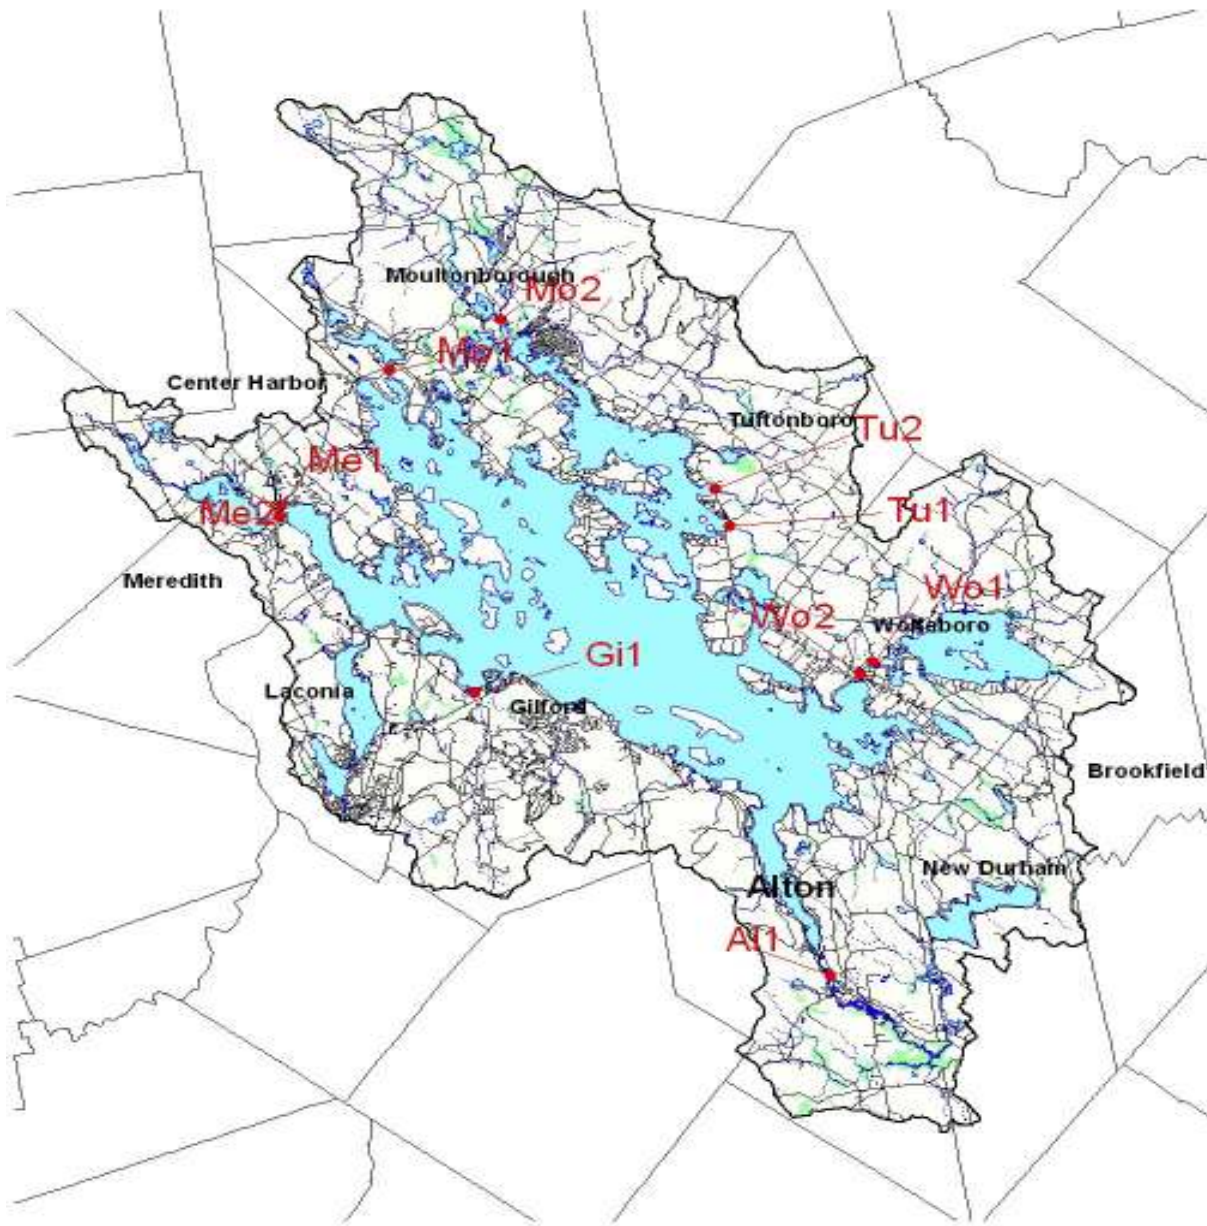 Moultonborough
Mo2
Mo1
Center Harbor
Tuftonboro
Tu2
Me1
Me2
Tu1
Meredith
Wo1
Wo2
Wolfeboro
Gi1
Laconia
Gilford
Brookfield
New Durham
Alton
Al1